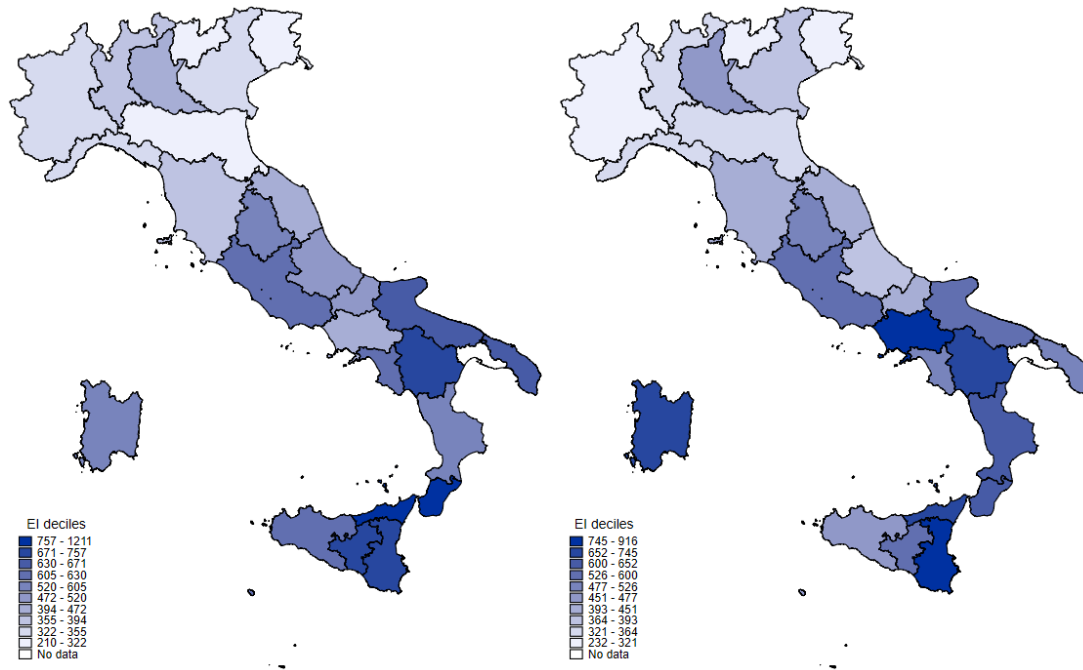 EI deciles
757 - 1211
671 - 757
630 - 671
605 - 630
520 - 605
472 - 520
394 - 472
355 - 394
322 - 355
210 - 322
No data
EI deciles
745 - 916
652 - 745
600 - 652
526 - 600
477 - 526
451 - 477
393 - 451
364 - 393
321 - 364
232 - 321
No data